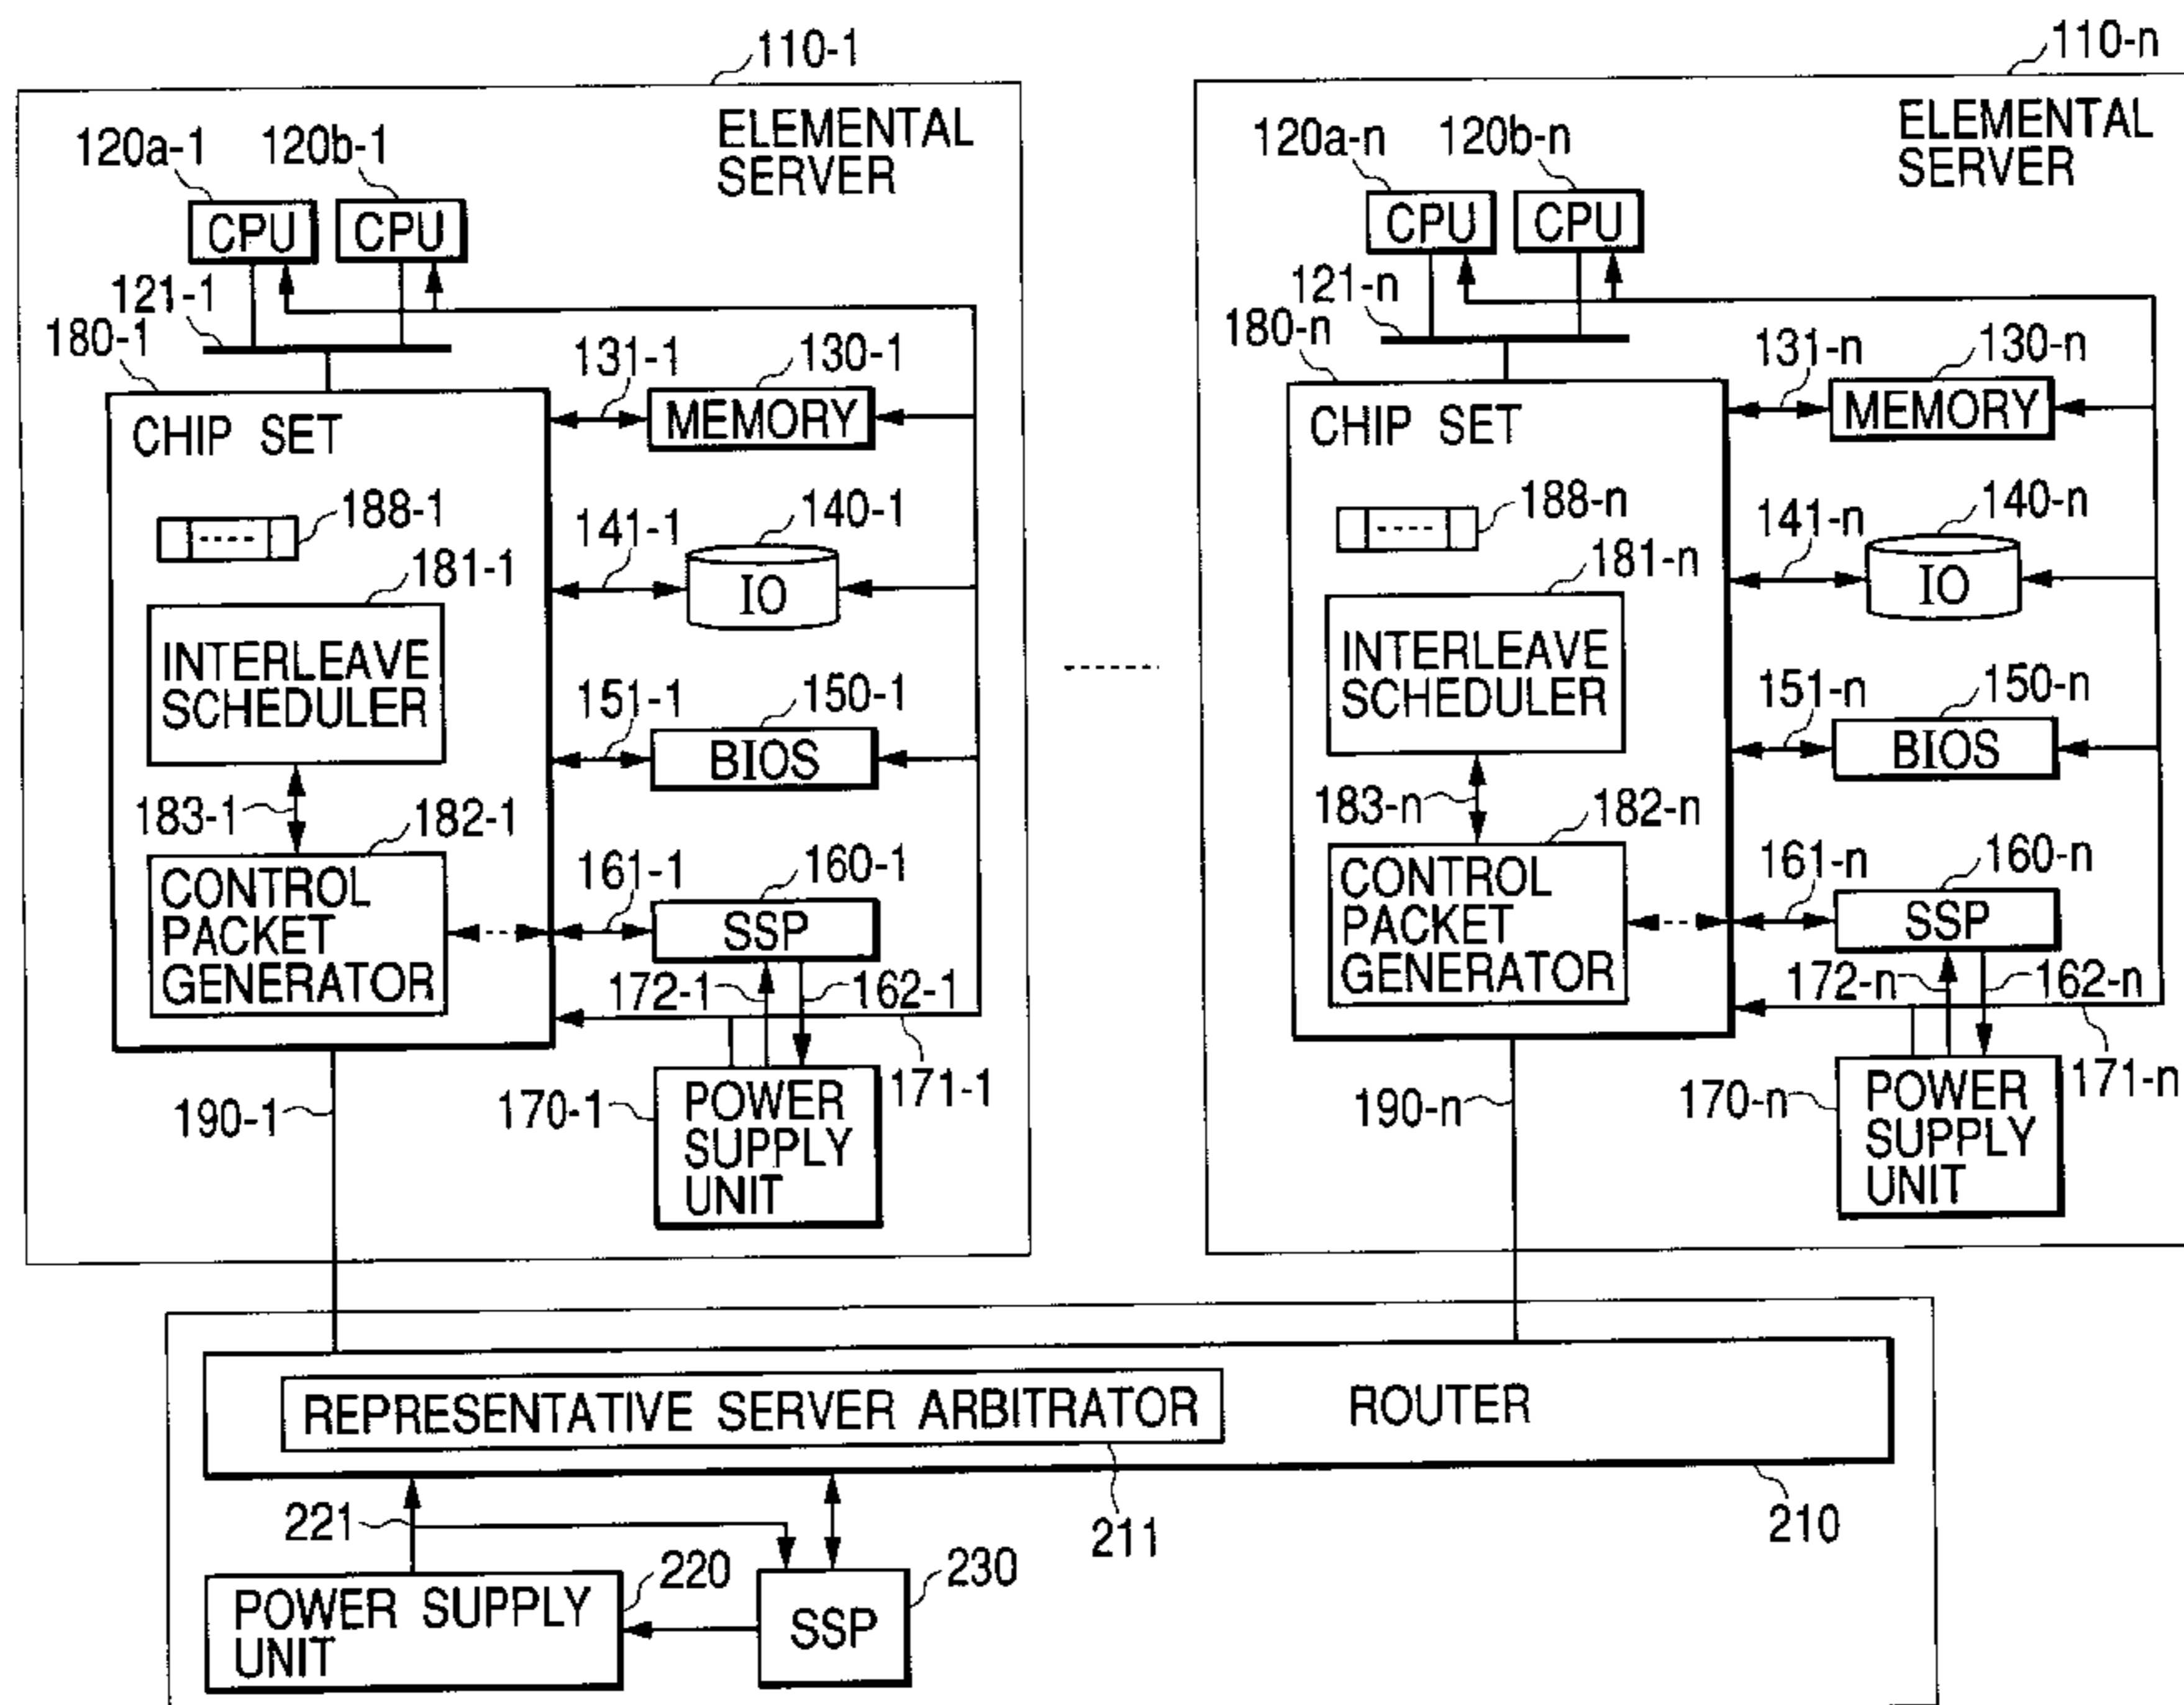 110-1
ELEMENTAL
SERVER
120a-1
120b-1
CPU
CPU
121-1
180-1
131-1
130-1
CHIP SET
MEMORY
188-1
141-1
140-1
IO
181-1
INTERLEAVE
SCHEDULER
151-1
150-1
BIOS
183-1
182-1
CONTROL
PACKET
GENERATOR
161-1
160-1
SSP
172-1
162-1
171-1
170-1
POWER
SUPPLY
UNIT
190-1
110-n
ELEMENTAL
SERVER
120a-n
120b-n
CPU
CPU
121-n
180-n
131-n
130-n
CHIP SET
MEMORY
188-n
141-n
140-n
IO
181-n
INTERLEAVE
SCHEDULER
151-n
150-n
BIOS
183-n
182-n
CONTROL
PACKET
GENERATOR
161-n
160-n
SSP
172-n
162-n
171-n
170-n
POWER
SUPPLY
UNIT
190-n
REPRESENTATIVE SERVER ARBITRATOR
ROUTER
221
211
210
220
230
POWER SUPPLY
UNIT
SSP